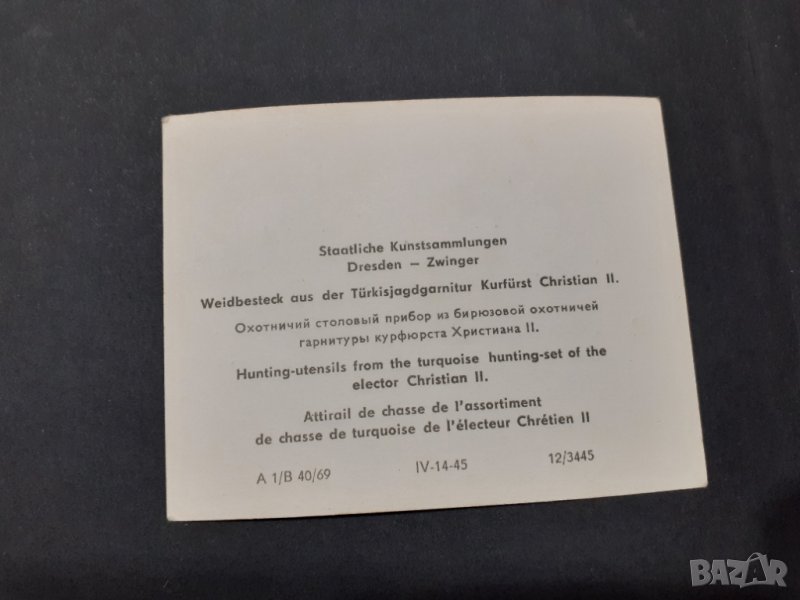 Staatliche Kunstsammlungen
Dresden – Zwinger
Weidbesteck aus der Türkisjagdgarnitur Kurfürst Christian II.
Охотничий столовый прибор из бирюзовой охотничей
гарнитуры курфюрста Христиана II.
Hunting-utensils from the turquoise hunting-set of the
elector Christian II.
Attirail de chasse de l'assortiment
de chasse de turquoise de l'électeur Chrétien II
A 1/B 40/69 IV-14-45 12/3445
BAZAR